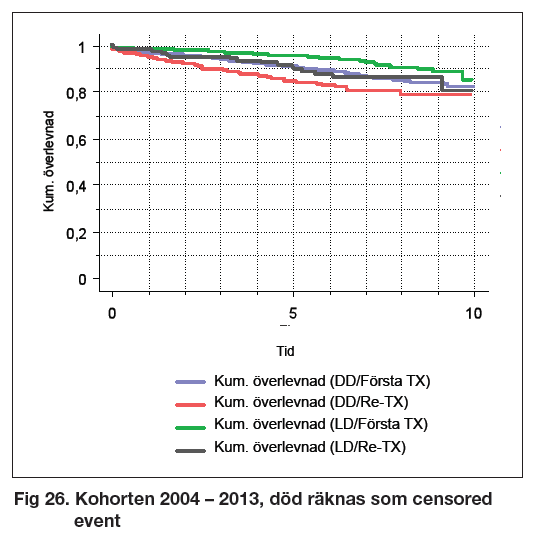 1
0,8
0,6
0,4
0,2
0
Kum. överlevnad
0
5
10
Tid
Kum. överlevnad (DD/Första TX)
Kum. överlevnad (DD/Re-TX)
Kum. överlevnad (LD/Första TX)
Kum. överlevnad (LD/Re-TX)
Fig 26. Kohorten 2004 – 2013, död räknas som censored
event